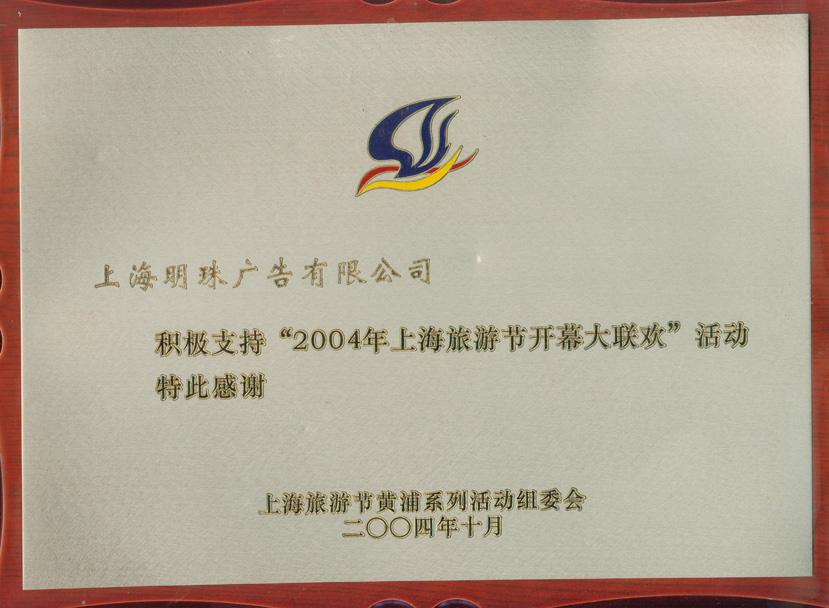 上海明珠广告有限公司
积极支持“2004年上海旅游节开幕大联欢”活动
特此感谢
上海旅游节黄浦系列活动组委会
二〇〇四年十月